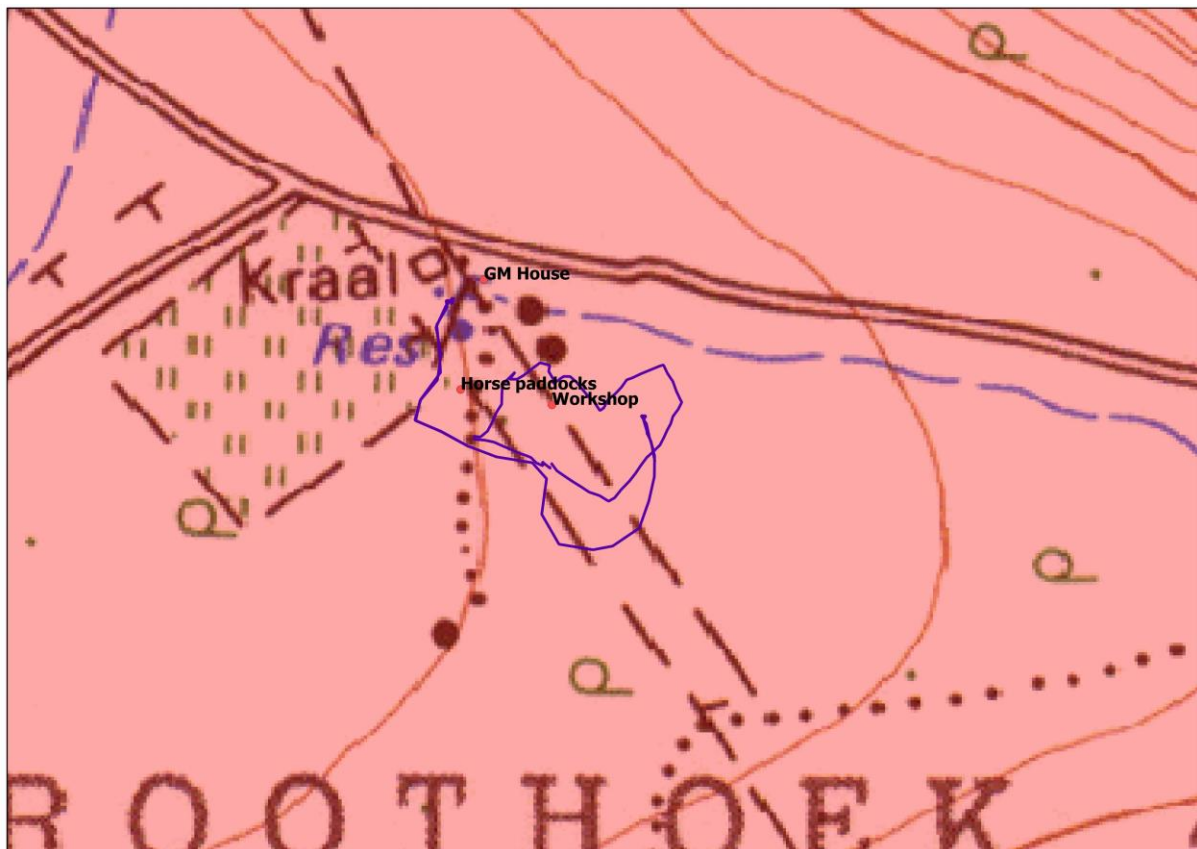 Kraal
GM House
Res
Horse paddocks
Workshop
ROOTHOEK